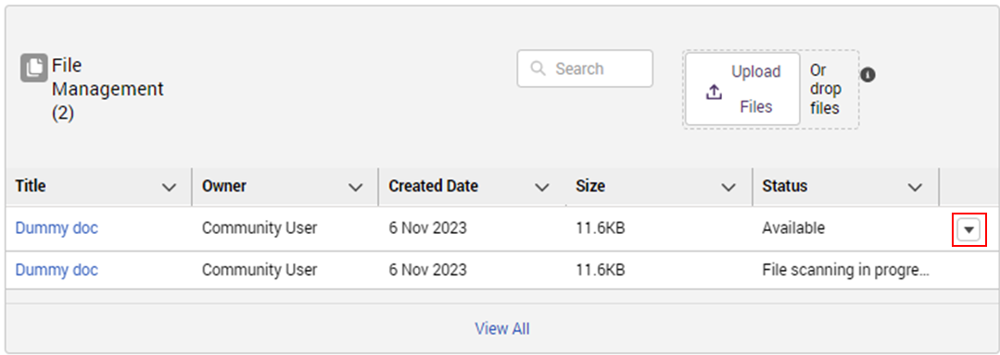 File
Management
(2)
Search
Upload
Files
Or
drop
files
Title Owner Created Date Size Status
Dummy doc Community User 6 Nov 2023 11.6KB Available
Dummy doc Community User 6 Nov 2023 11.6KB File scanning in progre...
View All